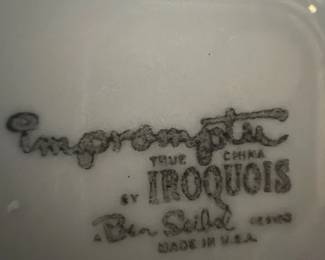 impromptu
TRUE CHINA
BY IROQUOIS
A Ben Seibel DESIGN
MADE IN U.S.A.